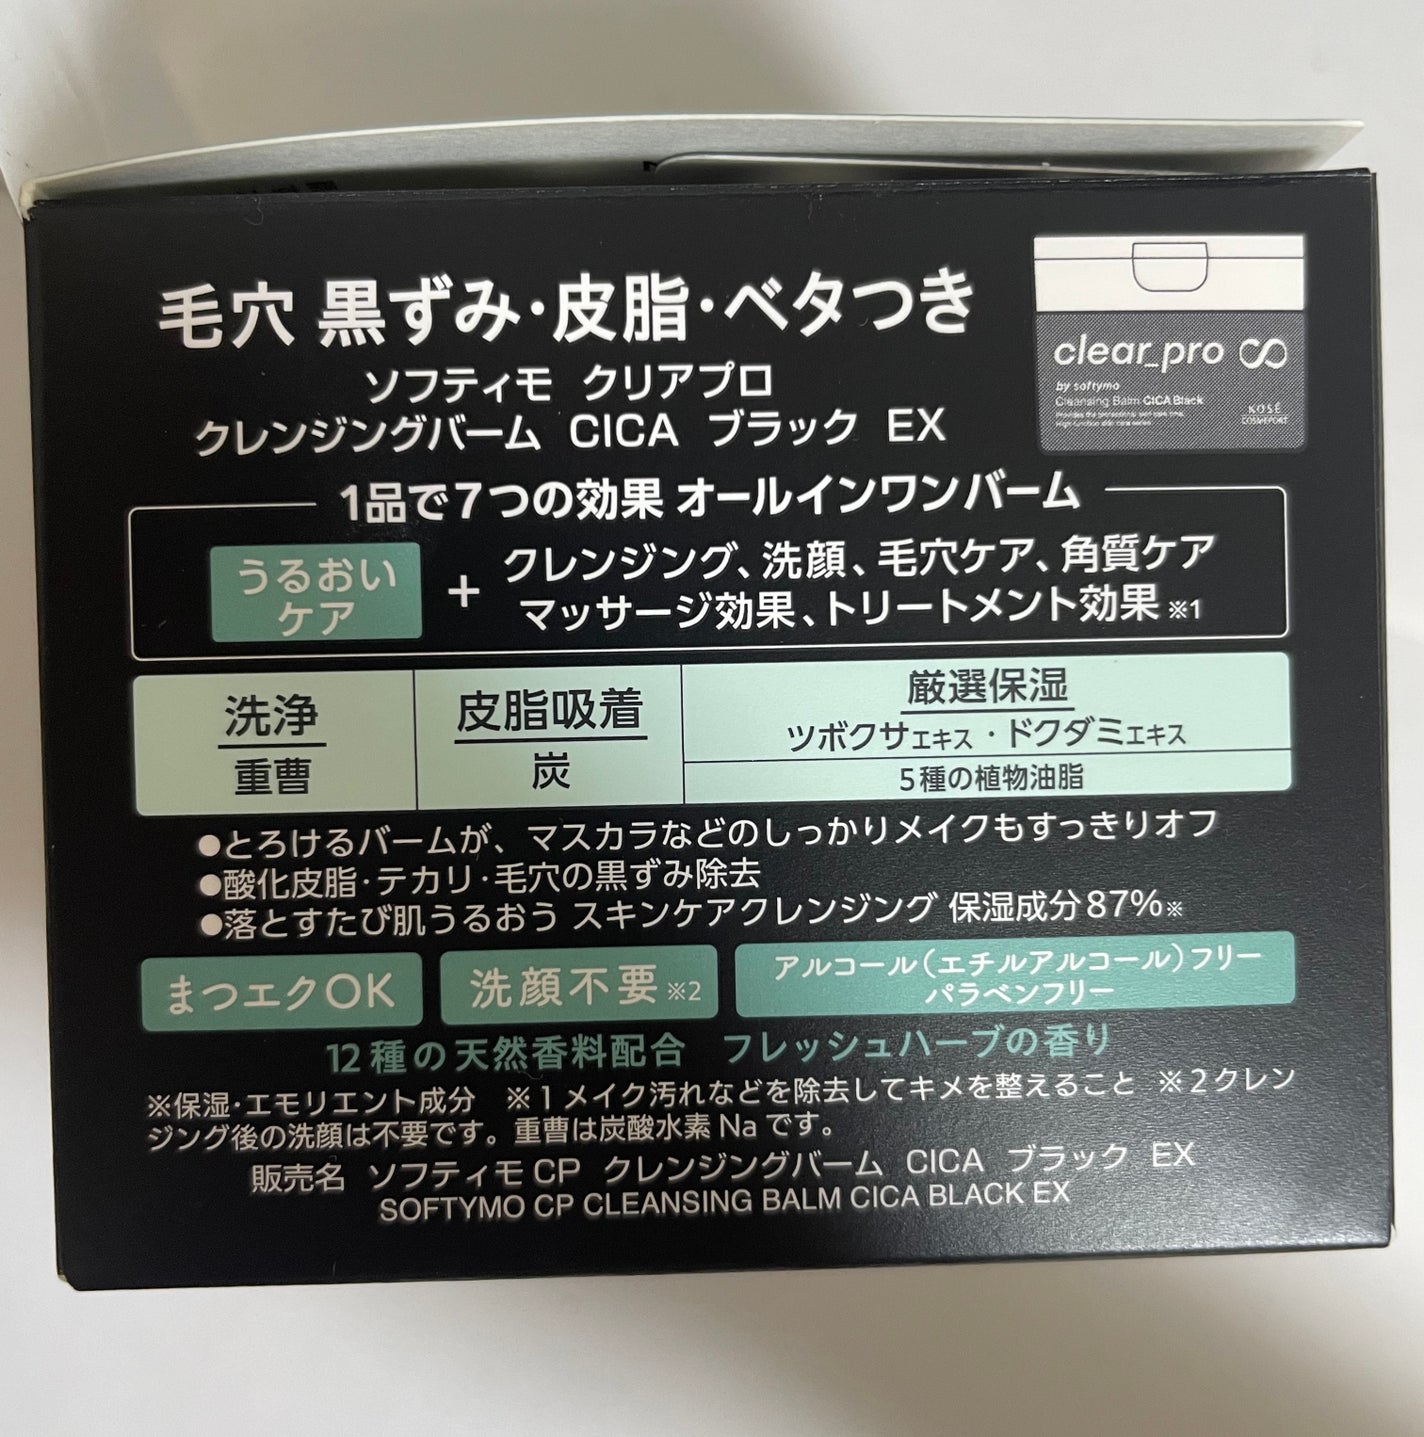 毛穴 黒ずみ・皮脂・ベタつき
ソフティモ クリアプロ
クレンジングバーム CICA ブラック EX
clear_pro
by softymo
Cleansing Balm CICA Black
KOSÉ
COSMEPORT
1品で7つの効果 オールインワンバーム
うるおい
ケア
+
クレンジング、洗顔、毛穴ケア、角質ケア
マッサージ効果、トリートメント効果※1
洗浄
重曹
皮脂吸着
炭
厳選保湿
ツボクサエキス・ドクダミエキス
5種の植物油脂
●とろけるバームが、マスカラなどのしっかりメイクもすっきりオフ
●酸化皮脂・テカリ・毛穴の黒ずみ除去
●落とすたび肌うるおう スキンケアクレンジング 保湿成分87%※
まつエクOK
洗顔不要※2
アルコール(エチルアルコール)フリー
パラベンフリー
12種の天然香料配合 フレッシュハーブの香り
※保湿・エモリエント成分 ※1メイク汚れなどを除去してキメを整えること ※2クレン
ジング後の洗顔は不要です。重曹は炭酸水素Naです。
販売名 ソフティモCP クレンジングバーム CICA ブラック EX
SOFTYMO CP CLEANSING BALM CICA BLACK EX